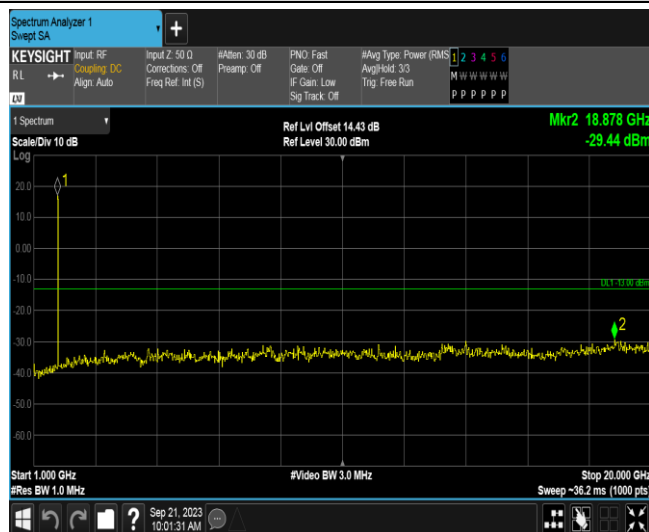 Spectrum Analyzer 1
Swept SA
KEYSIGHT
RL
LXI
Input: RF
Coupling: DC
Align: Auto
Input Z: 50 Ω
Corrections: Off
Freq Ref: Int (S)
#Atten: 30 dB
Preamp: Off
PNO: Fast
Gate: Off
IF Gain: Low
Sig Track: Off
#Avg Type: Power (RMS
Avg|Hold: 3/3
Trig: Free Run
1 2 3 4 5 6
M W W W W W
P P P P P P
1 Spectrum
Scale/Div 10 dB
Log
Ref Lvl Offset 14.43 dB
Ref Level 30.00 dBm
Mkr2 18.878 GHz
-29.44 dBm
1
20.0
10.0
0.00
-10.0
DL1 -13.00 dBm
-20.0
2
-30.0
-40.0
-50.0
-60.0
Start 1.000 GHz
#Video BW 3.0 MHz
Stop 20.000 GHz
#Res BW 1.0 MHz
Sweep ~36.2 ms (1000 pts)
?
Sep 21, 2023
10:01:31 AM